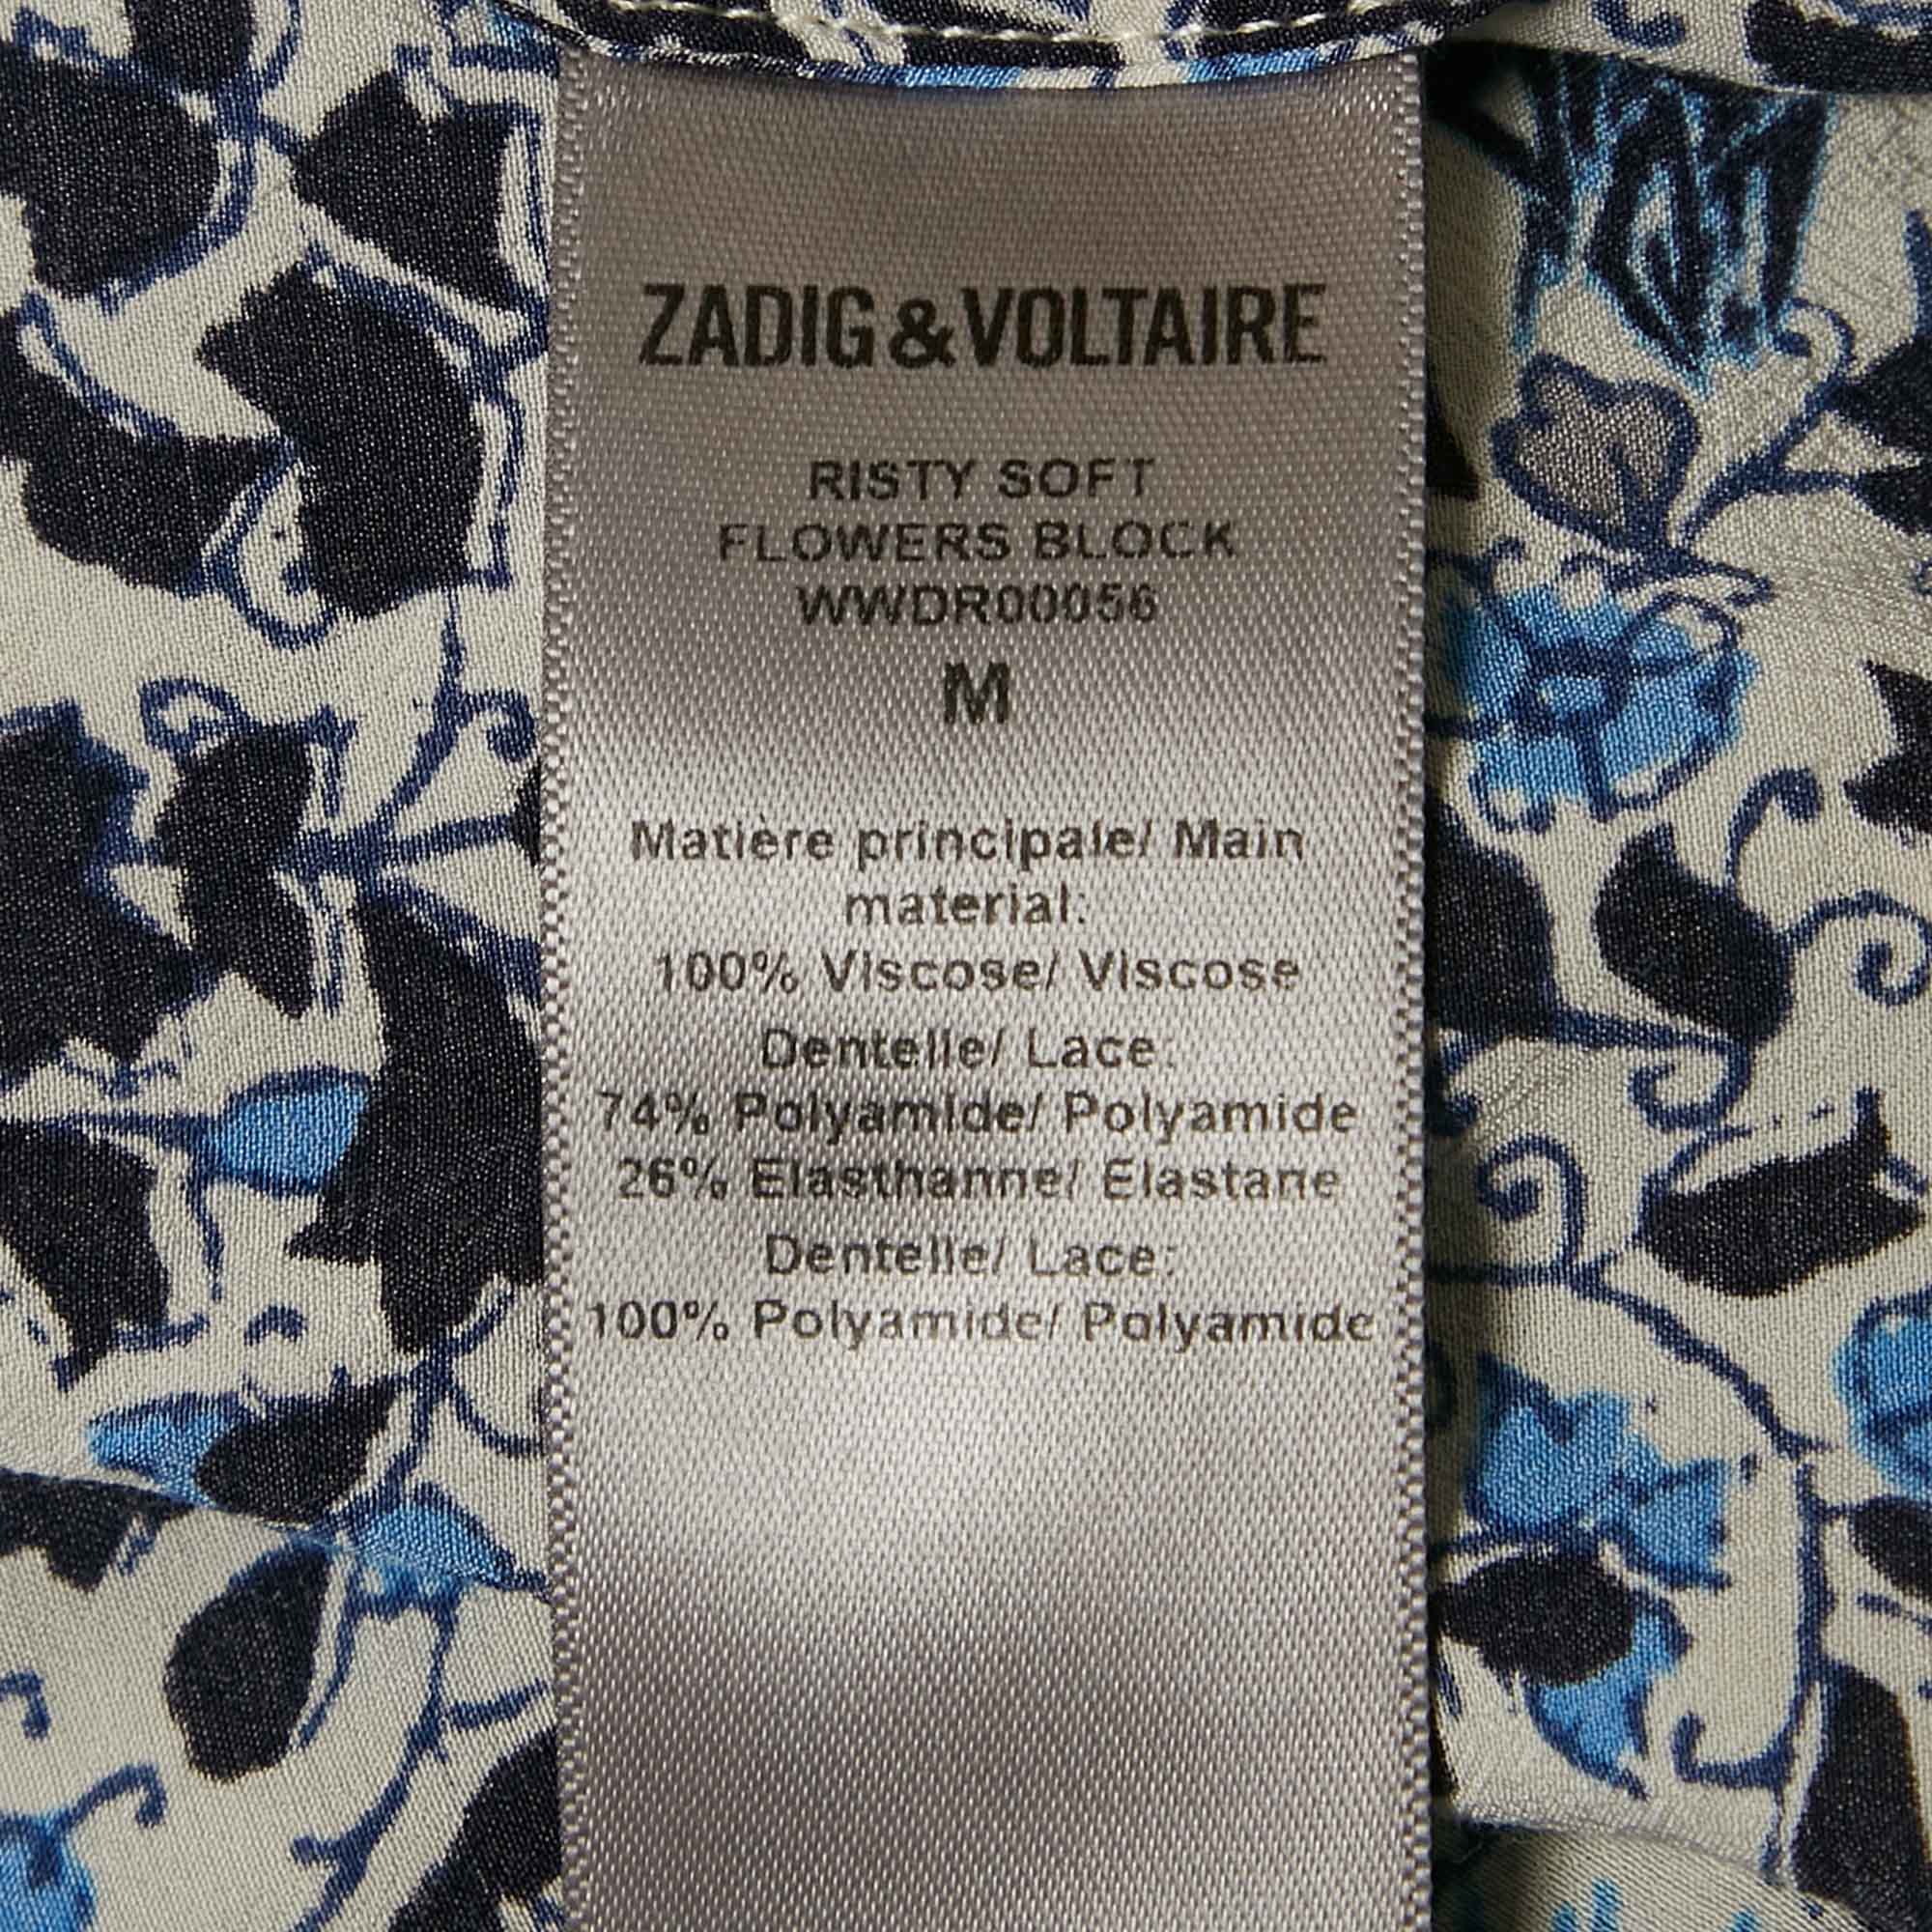 ZADIG & VOLTAIRE
RISTY SOFT
FLOWERS BLOCK
WWDR00056
M
Matière principale/ Main
material:
100% Viscose/ Viscose
Dentelle/ Lace:
74% Polyamide/ Polyamide
26% Elasthanne/ Elastane
Dentelle/ Lace:
100% Polyamide/ Polyamide